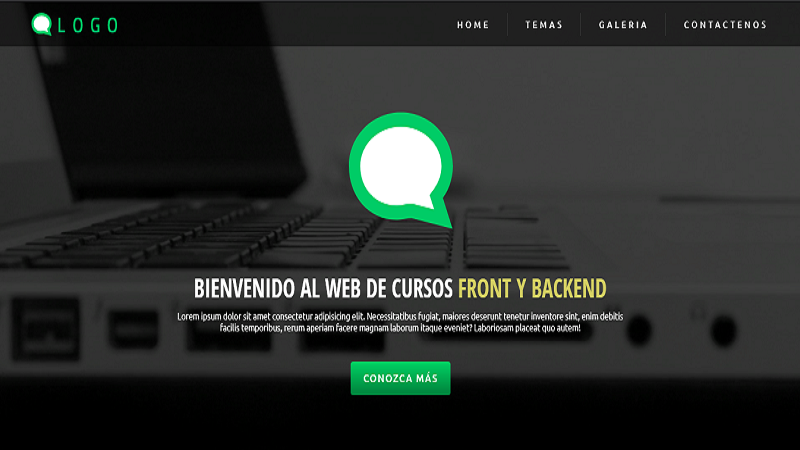 LOGO
HOME
TEMAS
GALERIA
CONTACTENOS
BIENVENIDO AL WEB DE CURSOS FRONT Y BACKEND
Lorem ipsum dolor sit amet consectetur adipisicing elit. Necessitatibus fugiat, maiores deserunt tenetur inventore sint, enim debitis
facilis temporibus, rerum aperiam facere magnam laborum itaque eveniet? Laboriosam placeat quo autem!
CONOZCA MÁS